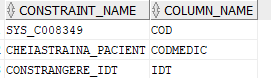 CONSTRAINT_NAME COLUMN_NAME
SYS_C008349 COD
CHEIASTRAINA_PACIENT CODMEDIC
CONSTRANGERE_IDT IDT